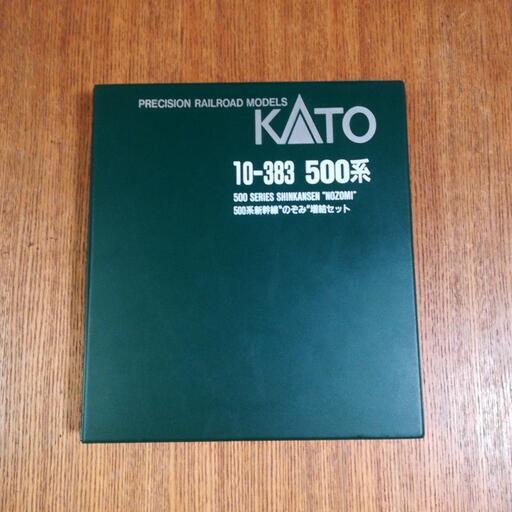 PRECISION RAILROAD MODELS
KATO
10-383 500系
500 SERIES SHINKANSEN "NOZOMI"
500系新幹線"のぞみ"増結セット